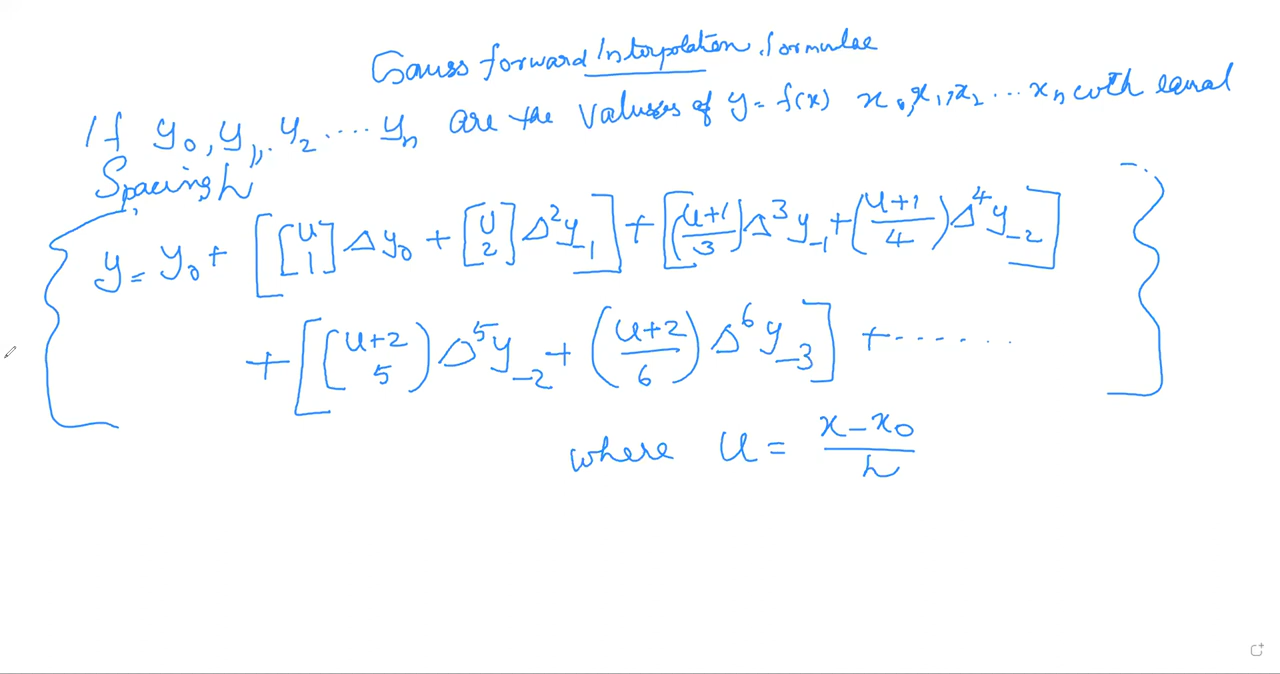 Gauss forward Interpolation formulae
If y₀, y₁, y₂ .... yₙ are the valuses of y = f(x) x₀, x₁, x₂ ... xₙ with equal
Spacing h
y = y₀ + [[u 1] Δy₀ + [u 2] Δ²y₋₁] + [(u+1/3) Δ³y₋₁ + (u+1/4) Δ⁴y₋₂]
+ [(u+2 5) Δ⁵y₋₂ + (u+2/6) Δ⁶y₋₃] + .......
where u = x - x₀ / h